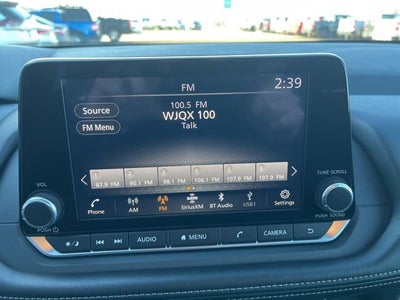 FM
2:39
Source
100.5 FM
WJQX 100
FM Menu
Talk
87.9 FM 90.1 FM 98.1 FM 106.1 FM 107.9 FM 107.9 FM
VOL
TUNE·SCROLL
Phone AM FM SiriusXM BT Audio USB1 Settings
PUSH
PUSH SOUND
AUDIO MENU CAMERA